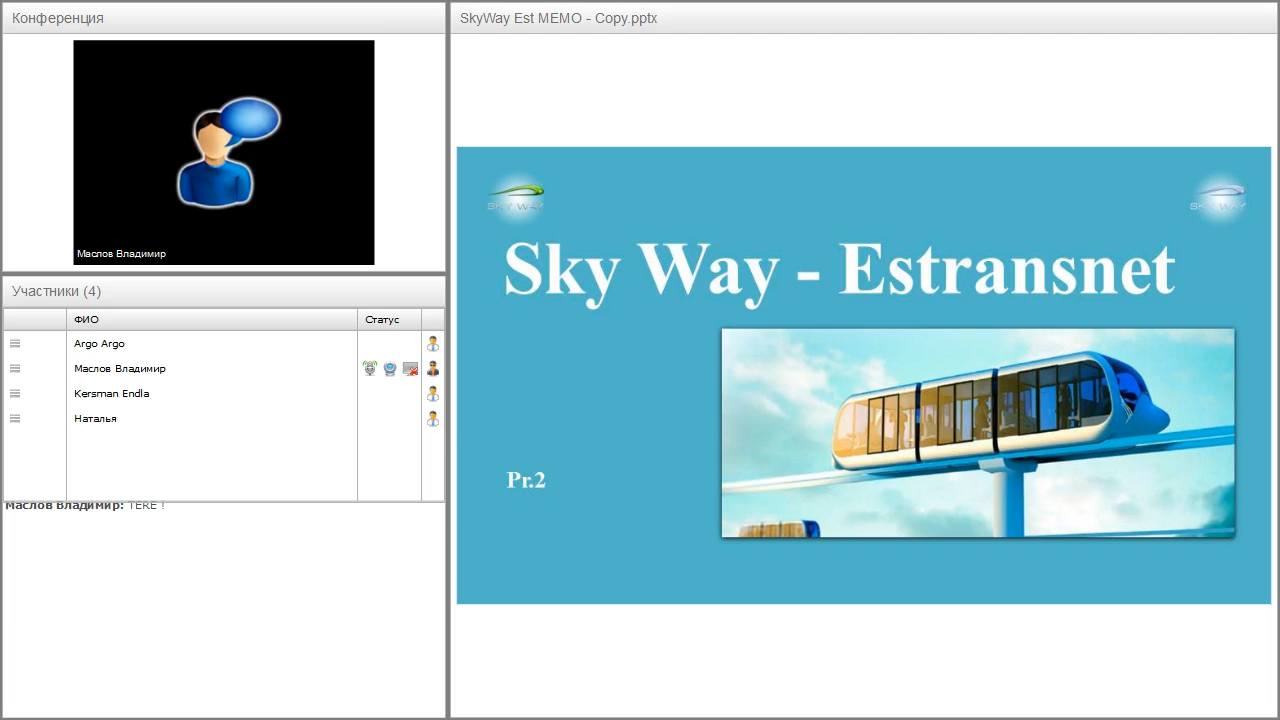 Конференция
Маслов Владимир
Участники (4)
ФИО
Статус
Argo Argo
Маслов Владимир
Kersman Endla
Наталья
Маслов Владимир: TERE !
SkyWay Est MEMO - Copy.pptx
SKY WAY
SKY WAY
Sky Way - Estransnet
Pr.2